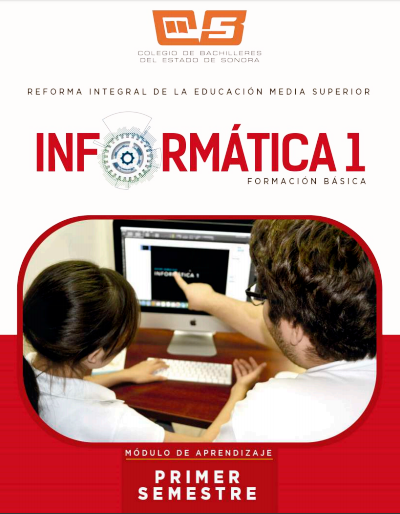 COLEGIO DE BACHILLERES
DEL ESTADO DE SONORA
REFORMA INTEGRAL DE LA EDUCACIÓN MEDIA SUPERIOR
INFORMÁTICA 1
FORMACIÓN BÁSICA
INFORMÁTICA 1
MÓDULO DE APRENDIZAJE
PRIMER
SEMESTRE